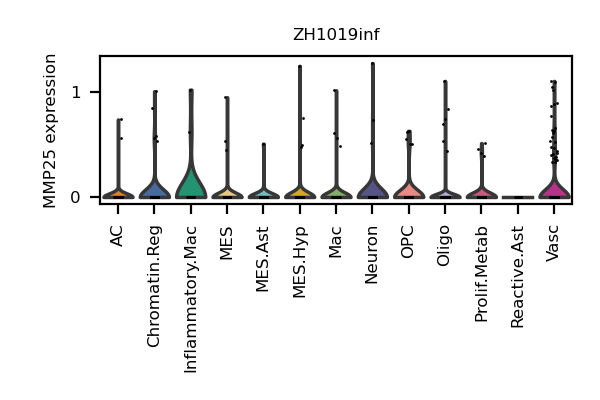 ZH1019inf
MMP25 expression
1
0
AC
Chromatin.Reg
Inflammatory.Mac
MES
MES.Ast
MES.Hyp
Mac
Neuron
OPC
Oligo
Prolif.Metab
Reactive.Ast
Vasc